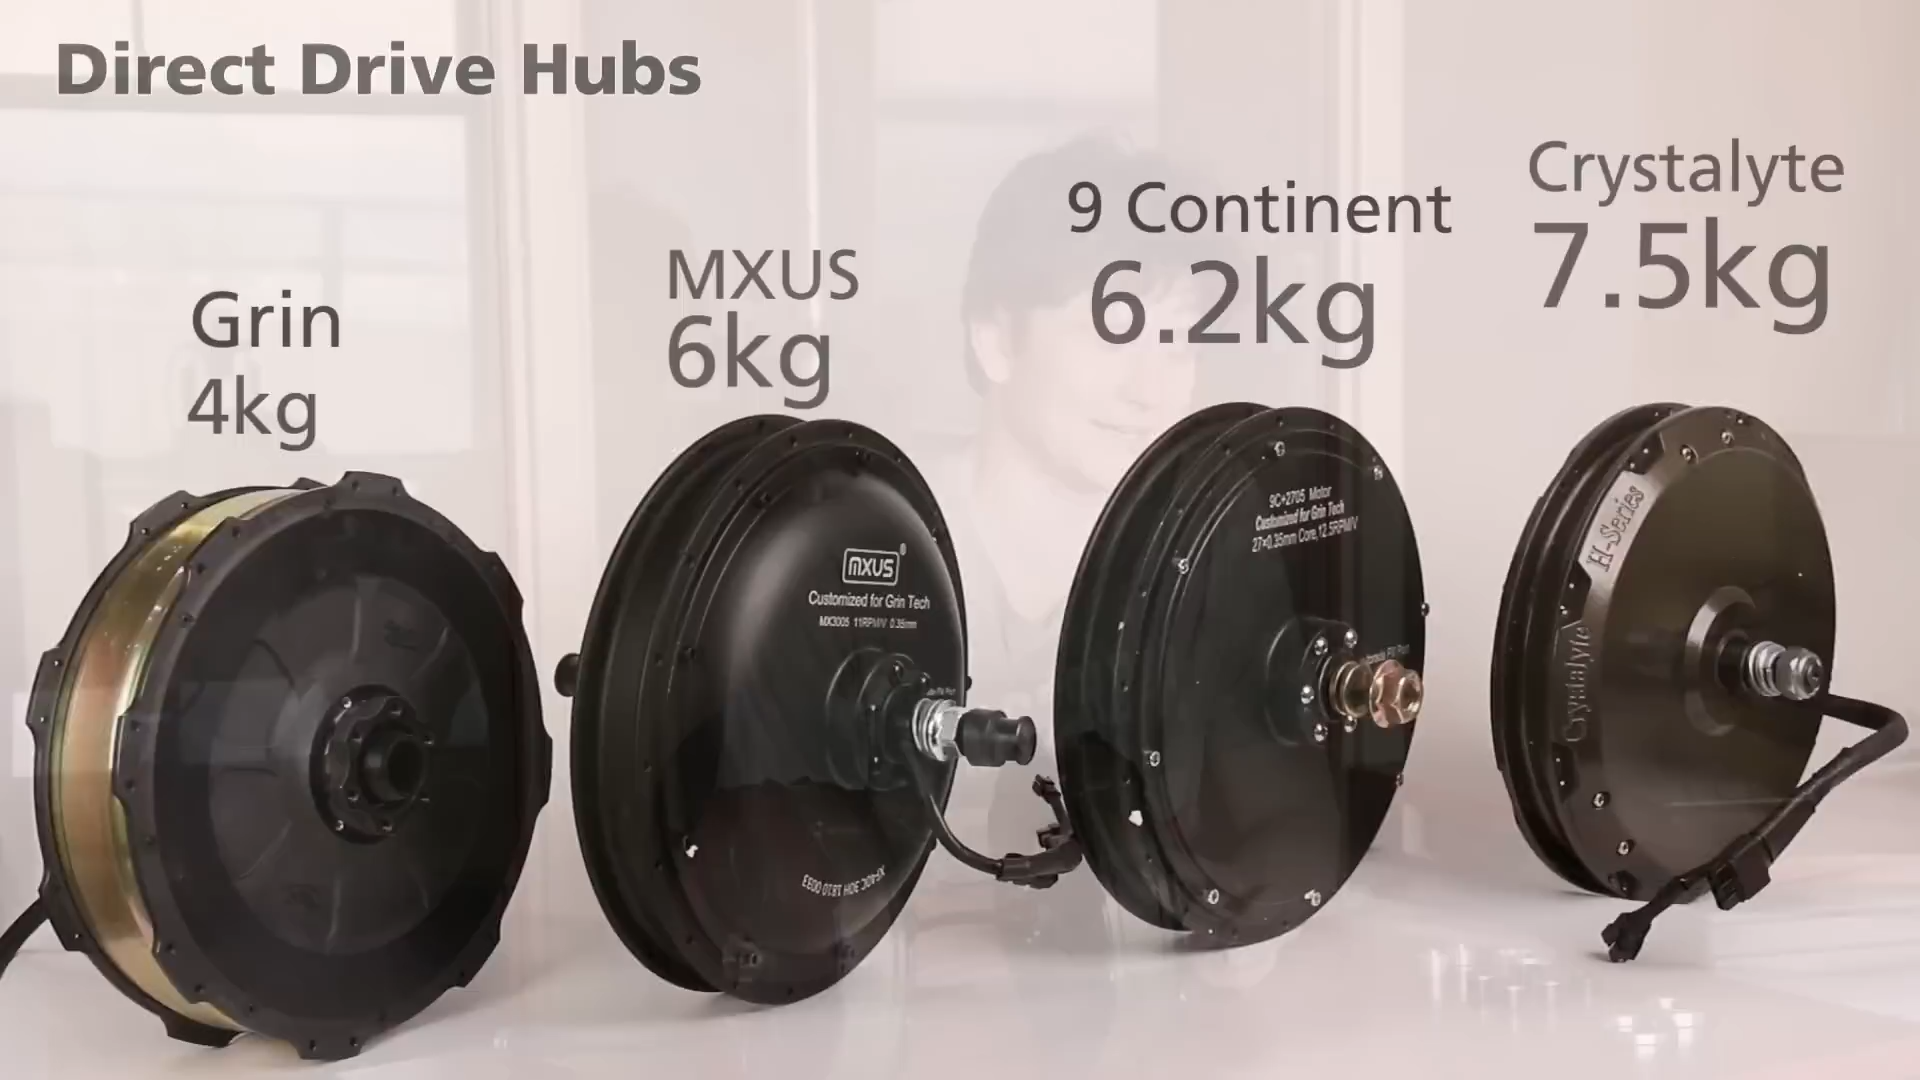 Direct Drive Hubs
Grin
4kg
MXUS
6kg
9 Continent
6.2kg
Crystalyte
7.5kg
MXUS®
Customized for Grin Tech
MX3005 11RPM/V 0.35mm
9C+2705 Motor
Customized for Grin Tech
27x0.35mm Core, 12.5RPM/V
H-Series
Crystalyte